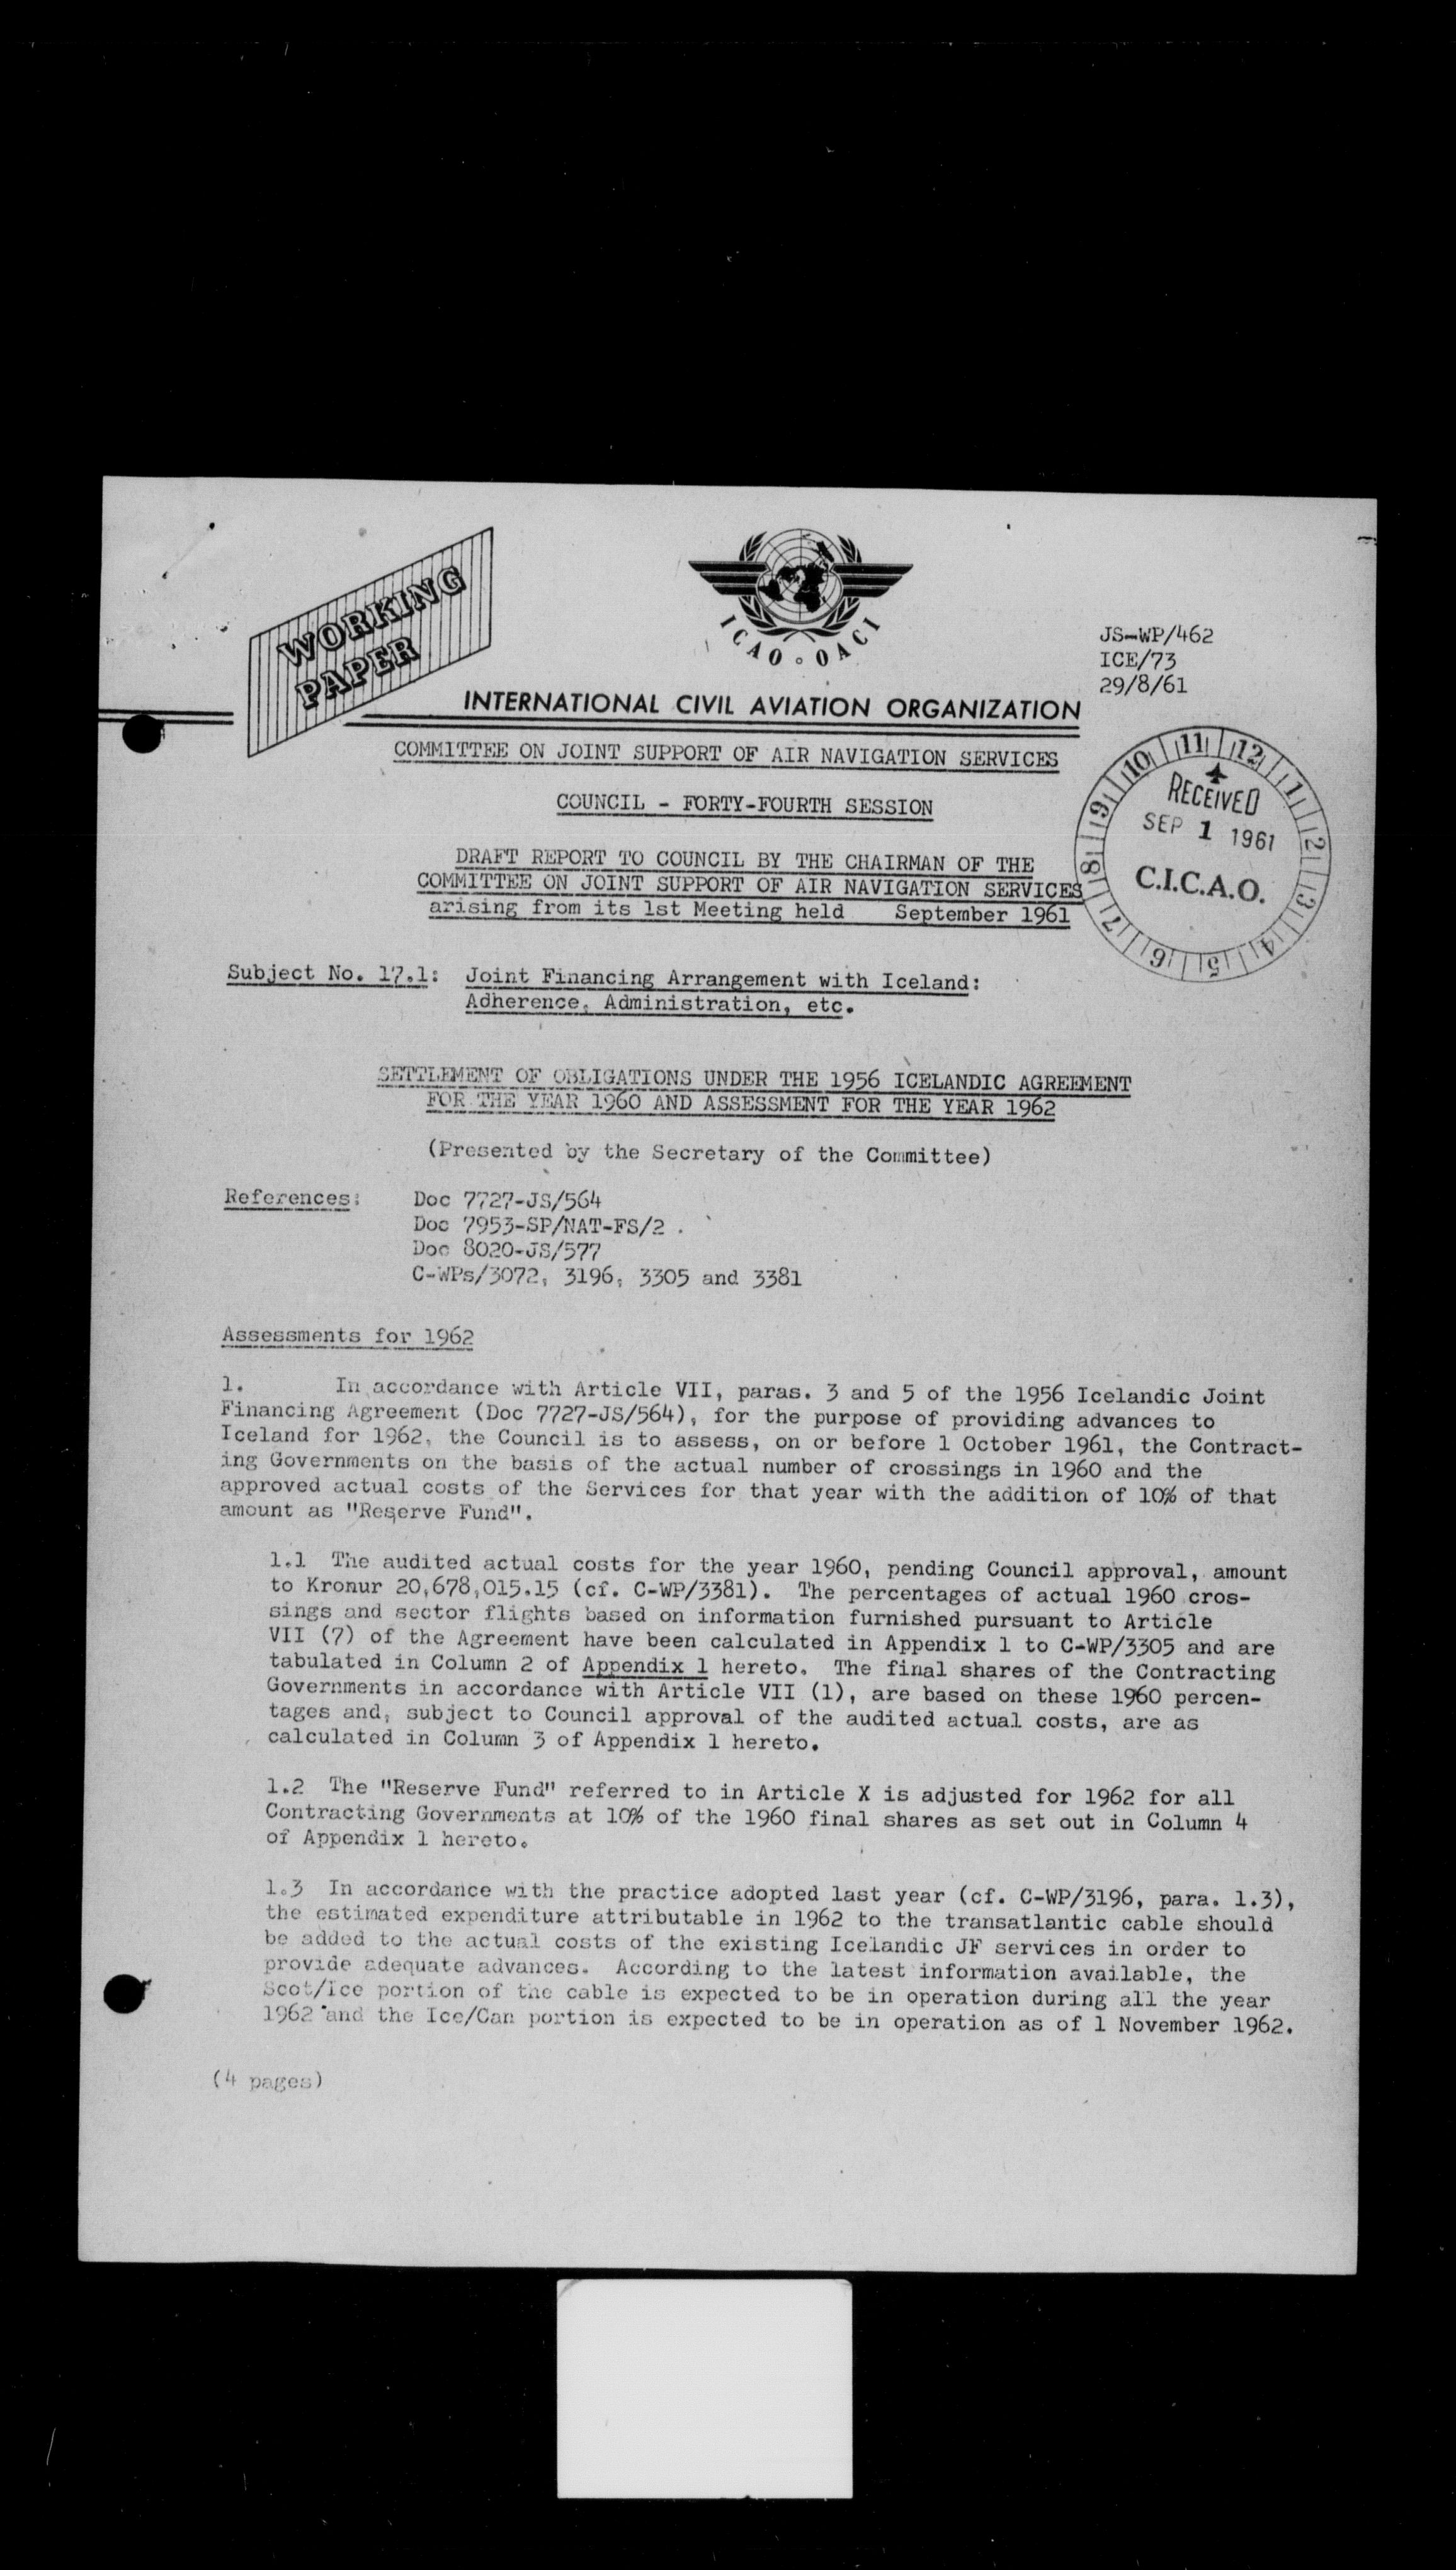 WORKING
PAPER
ICAO OACI
JS-WP/462
ICE/73
29/8/61
INTERNATIONAL CIVIL AVIATION ORGANIZATION
COMMITTEE ON JOINT SUPPORT OF AIR NAVIGATION SERVICES
COUNCIL - FORTY-FOURTH SESSION
11 12 1 2 3 4 5 6 7 8 9 10
RECEIVED
SEP 1 1961
C.I.C.A.O.
DRAFT REPORT TO COUNCIL BY THE CHAIRMAN OF THE
COMMITTEE ON JOINT SUPPORT OF AIR NAVIGATION SERVICES
arising from its 1st Meeting held September 1961
Subject No. 17.1: Joint Financing Arrangement with Iceland:
Adherence, Administration, etc.
SETTLEMENT OF OBLIGATIONS UNDER THE 1956 ICELANDIC AGREEMENT
FOR THE YEAR 1960 AND ASSESSMENT FOR THE YEAR 1962
(Presented by the Secretary of the Committee)
References: Doc 7727-JS/564
Doc 7953-SP/NAT-FS/2 .
Doc 8020-JS/577
C-WPs/3072, 3196, 3305 and 3381
Assessments for 1962
1. In accordance with Article VII, paras. 3 and 5 of the 1956 Icelandic Joint
Financing Agreement (Doc 7727-JS/564), for the purpose of providing advances to
Iceland for 1962, the Council is to assess, on or before 1 October 1961, the Contract-
ing Governments on the basis of the actual number of crossings in 1960 and the
approved actual costs of the Services for that year with the addition of 10% of that
amount as "Reserve Fund".
1.1 The audited actual costs for the year 1960, pending Council approval, amount
to Kronur 20,678,015.15 (cf. C-WP/3381). The percentages of actual 1960 cros-
sings and sector flights based on information furnished pursuant to Article
VII (7) of the Agreement have been calculated in Appendix 1 to C-WP/3305 and are
tabulated in Column 2 of Appendix 1 hereto. The final shares of the Contracting
Governments in accordance with Article VII (1), are based on these 1960 percen-
tages and, subject to Council approval of the audited actual costs, are as
calculated in Column 3 of Appendix 1 hereto.
1.2 The "Reserve Fund" referred to in Article X is adjusted for 1962 for all
Contracting Governments at 10% of the 1960 final shares as set out in Column 4
of Appendix 1 hereto.
1.3 In accordance with the practice adopted last year (cf. C-WP/3196, para. 1.3),
the estimated expenditure attributable in 1962 to the transatlantic cable should
be added to the actual costs of the existing Icelandic JF services in order to
provide adequate advances. According to the latest information available, the
Scot/Ice portion of the cable is expected to be in operation during all the year
1962 and the Ice/Can portion is expected to be in operation as of 1 November 1962.
(4 pages)